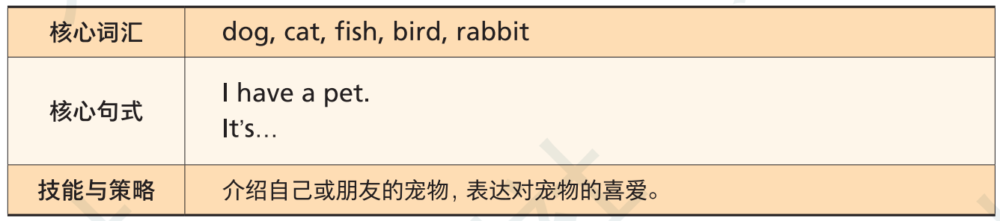 核心词汇 dog, cat, fish, bird, rabbit
核心句式
I have a pet.
It's…
技能与策略 介绍自己或朋友的宠物，表达对宠物的喜爱。